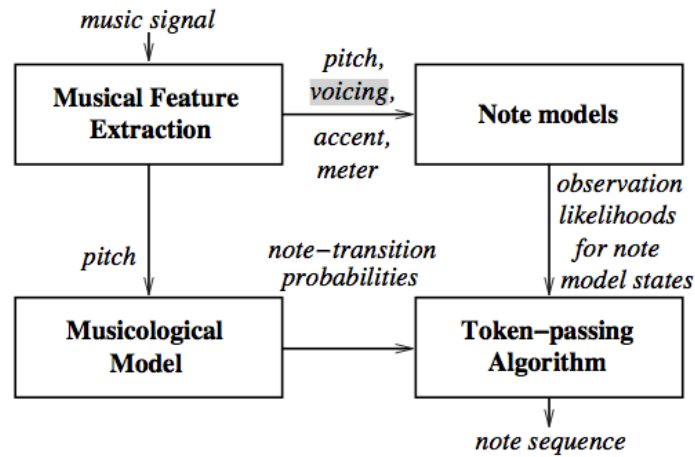 music signal
Musical Feature
Extraction
pitch,
voicing,
accent,
meter
Note models
pitch
note-transition
probabilities
observation
likelihoods
for note
model states
Musicological
Model
Token-passing
Algorithm
note sequence